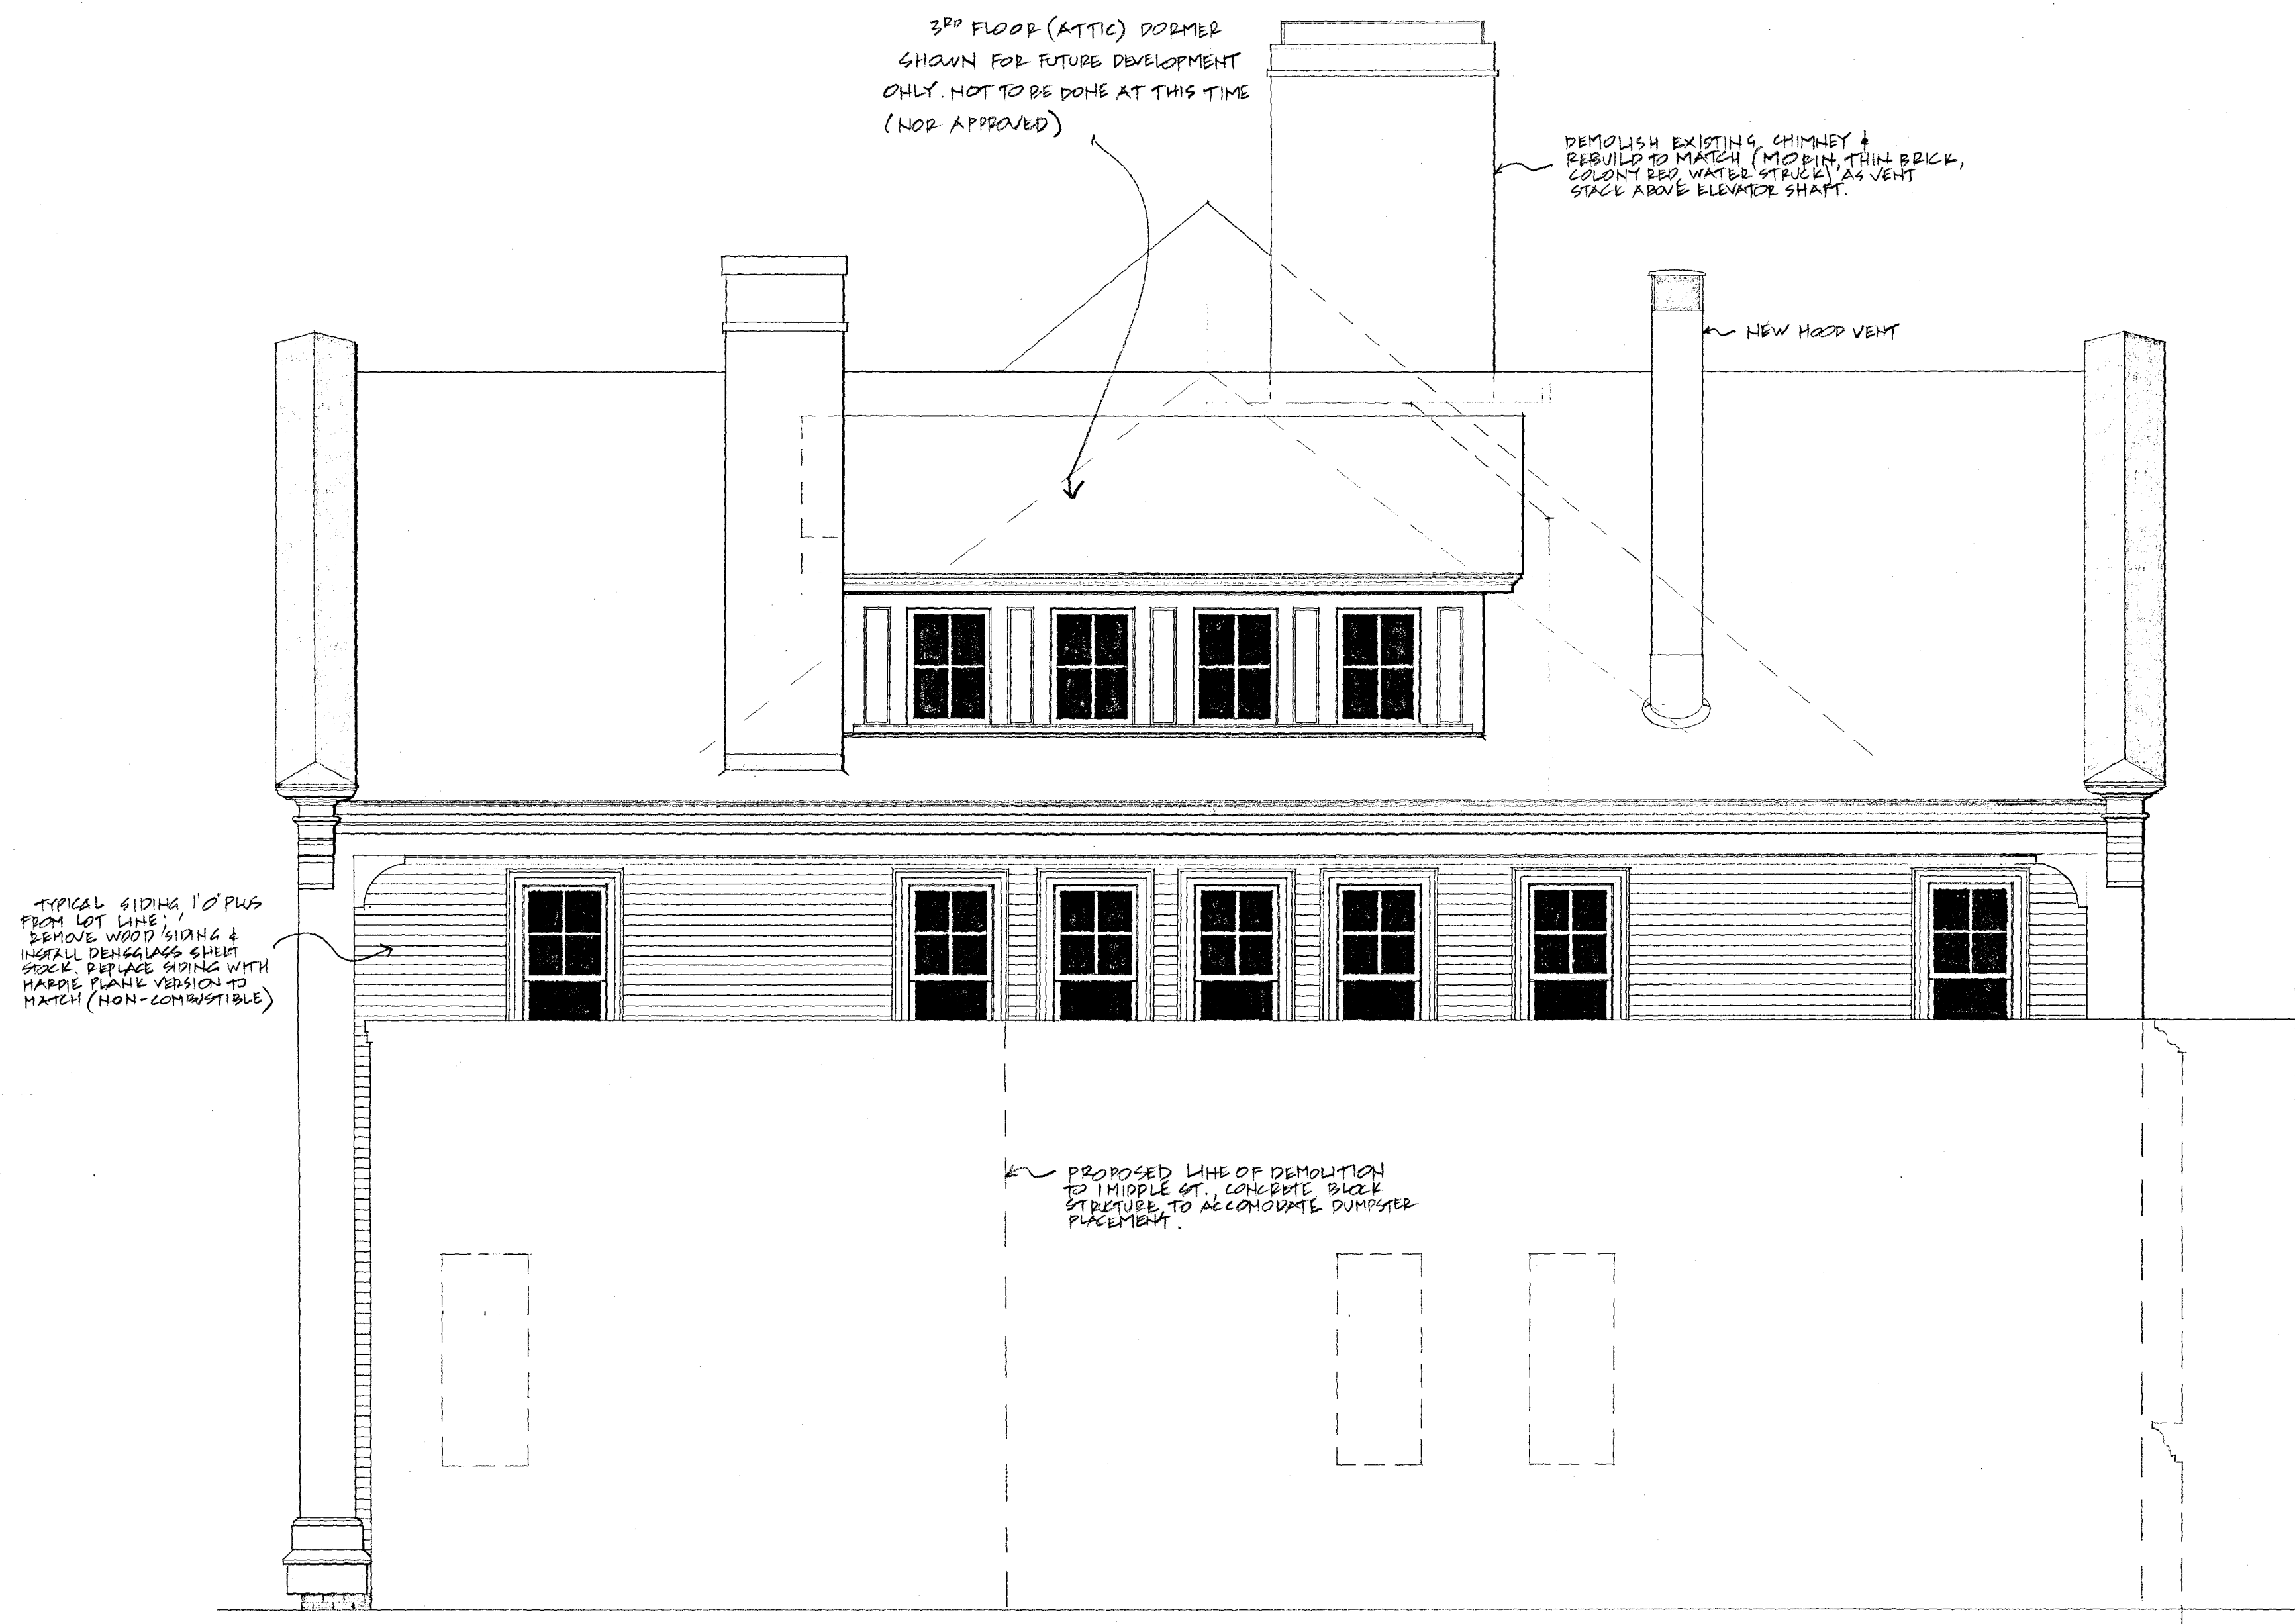 3RD FLOOR (ATTIC) DORMER
SHOWN FOR FUTURE DEVELOPMENT
ONLY. NOT TO BE DONE AT THIS TIME
(NOR APPROVED)
DEMOLISH EXISTING CHIMNEY &
REBUILD TO MATCH (MORIN, THIN BRICK,
COLONY RED, WATER STRUCK) AS VENT
STACK ABOVE ELEVATOR SHAFT.
NEW HOOD VENT
TYPICAL SIDING 1'0" PLUS
FROM LOT LINE:
REMOVE WOOD SIDING &
INSTALL DENSGLASS SHEET
STOCK. REPLACE SIDING WITH
HARDIE PLANK VERSION TO
MATCH (NON-COMBUSTIBLE)
PROPOSED LINE OF DEMOLITION
TO 1 MIDDLE ST., CONCRETE BLOCK
STRUCTURE, TO ACCOMODATE DUMPSTER
PLACEMENT.